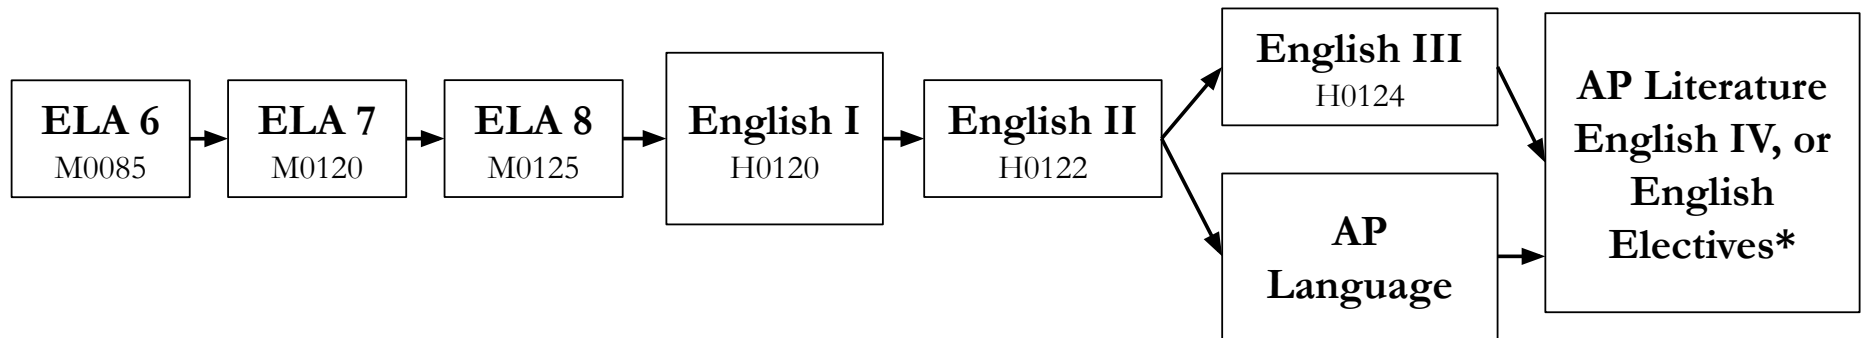 ELA 6
M0085
ELA 7
M0120
ELA 8
M0125
English I
H0120
English II
H0122
English III
H0124
AP
Language
AP Literature
English IV, or
English
Electives*